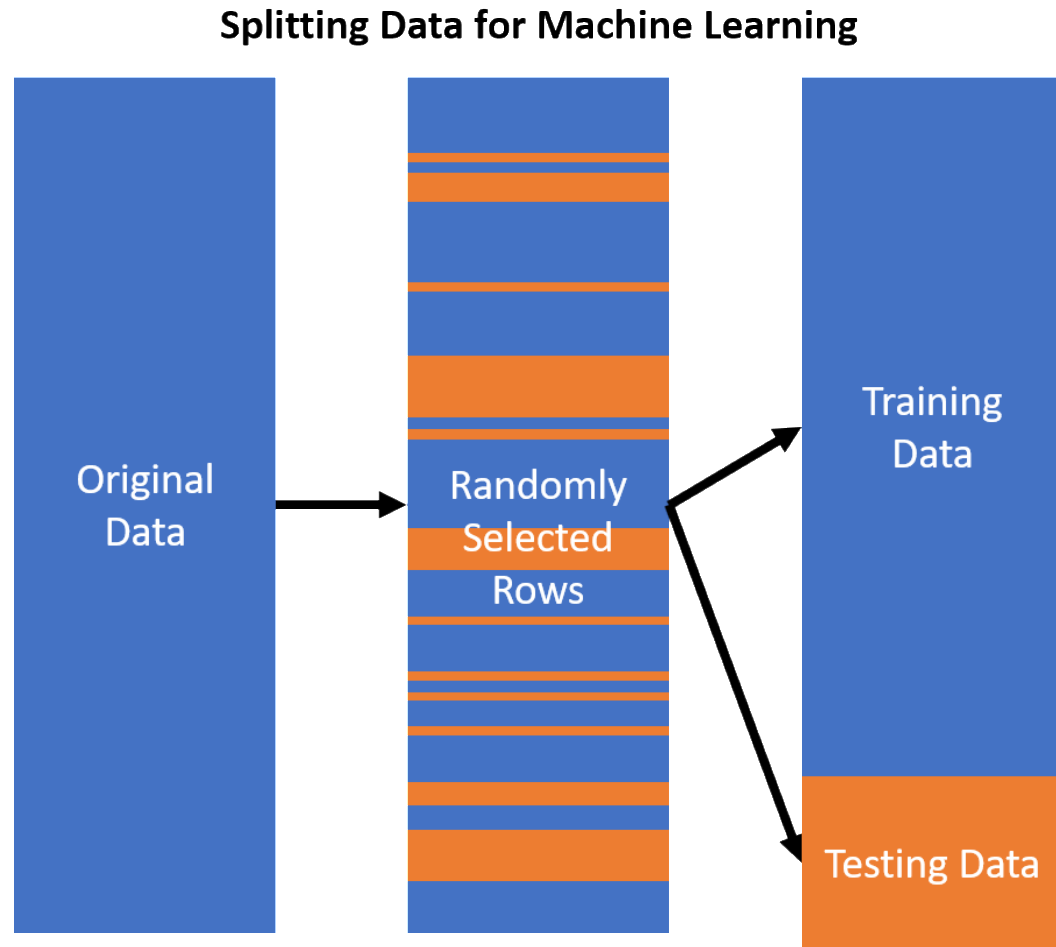 Splitting Data for Machine Learning
Original
Data
Randomly
Selected
Rows
Training
Data
Testing Data